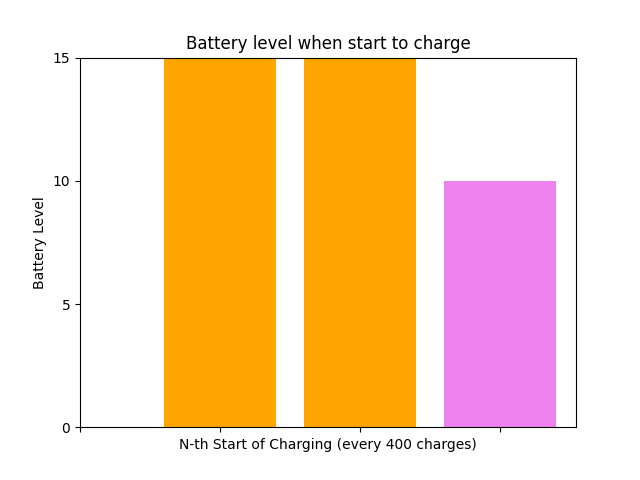 Battery level when start to charge
15
10
5
0
Battery Level
N-th Start of Charging (every 400 charges)